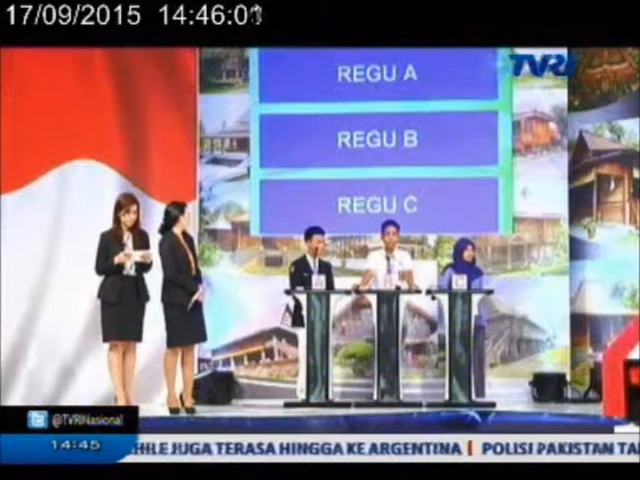 17/09/2015 14:46:01
TVRI
REGU A
REGU B
REGU C
@TVRINasional
14:45
HILE JUGA TERASA HINGGA KE ARGENTINA | POLISI PAKISTAN TA